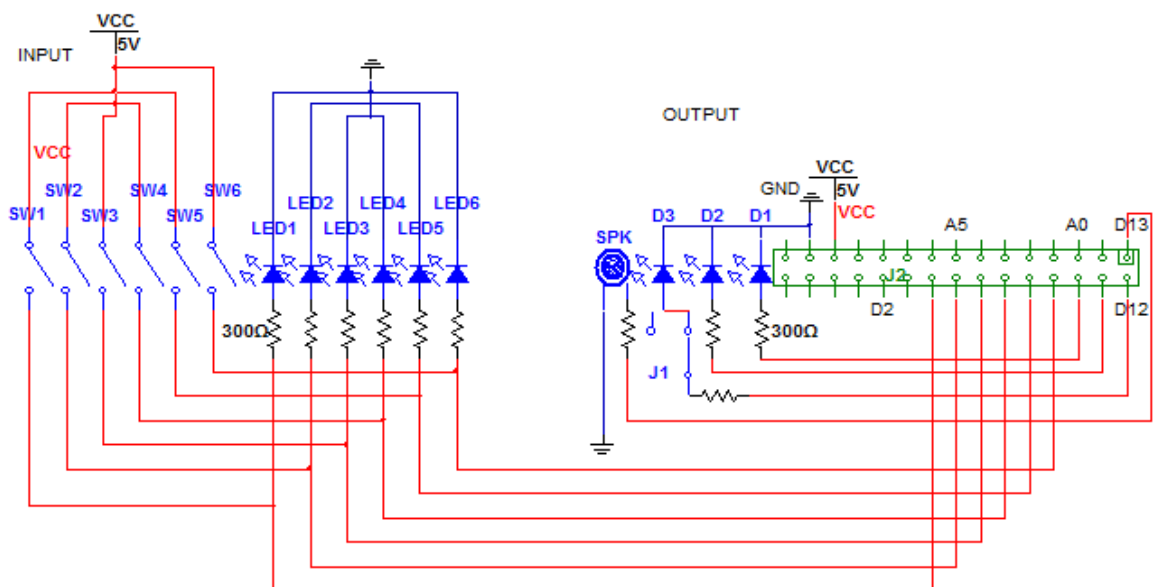 VCC
5V
INPUT
OUTPUT
VCC
5V
GND
VCC
VCC
SW1
SW2
SW3
SW4
SW5
SW6
LED1
LED2
LED3
LED4
LED5
LED6
SPK
D3
D2
D1
A5
A0
D13
J2
D2
D12
300Ω
300Ω
J1